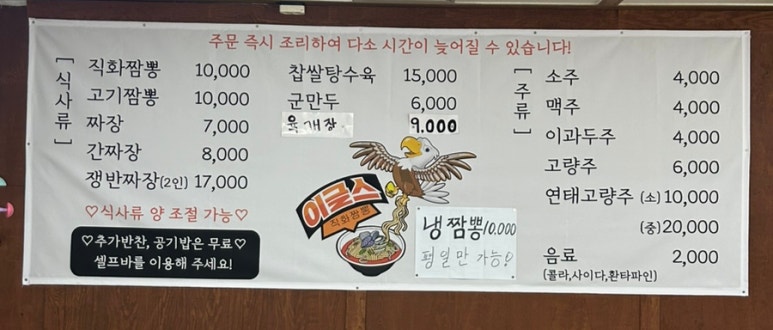 주문 즉시 조리하여 다소 시간이 늦어질 수 있습니다!
[식사류]
직화짬뽕 10,000
고기짬뽕 10,000
짜장 7,000
간짜장 8,000
쟁반짜장(2인) 17,000
♡식사류 양 조절 가능♡
♡추가반찬, 공기밥은 무료♡
셀프바를 이용해 주세요!
찹쌀탕수육 15,000
군만두 6,000
육개장 9.000
이글스
직화짬뽕
냉짬뽕 10.000
평일만 가능!
[주류]
소주 4,000
맥주 4,000
이과두주 4,000
고량주 6,000
연태고량주 (소) 10,000
(중) 20,000
음료 2,000
(콜라,사이다,환타파인)